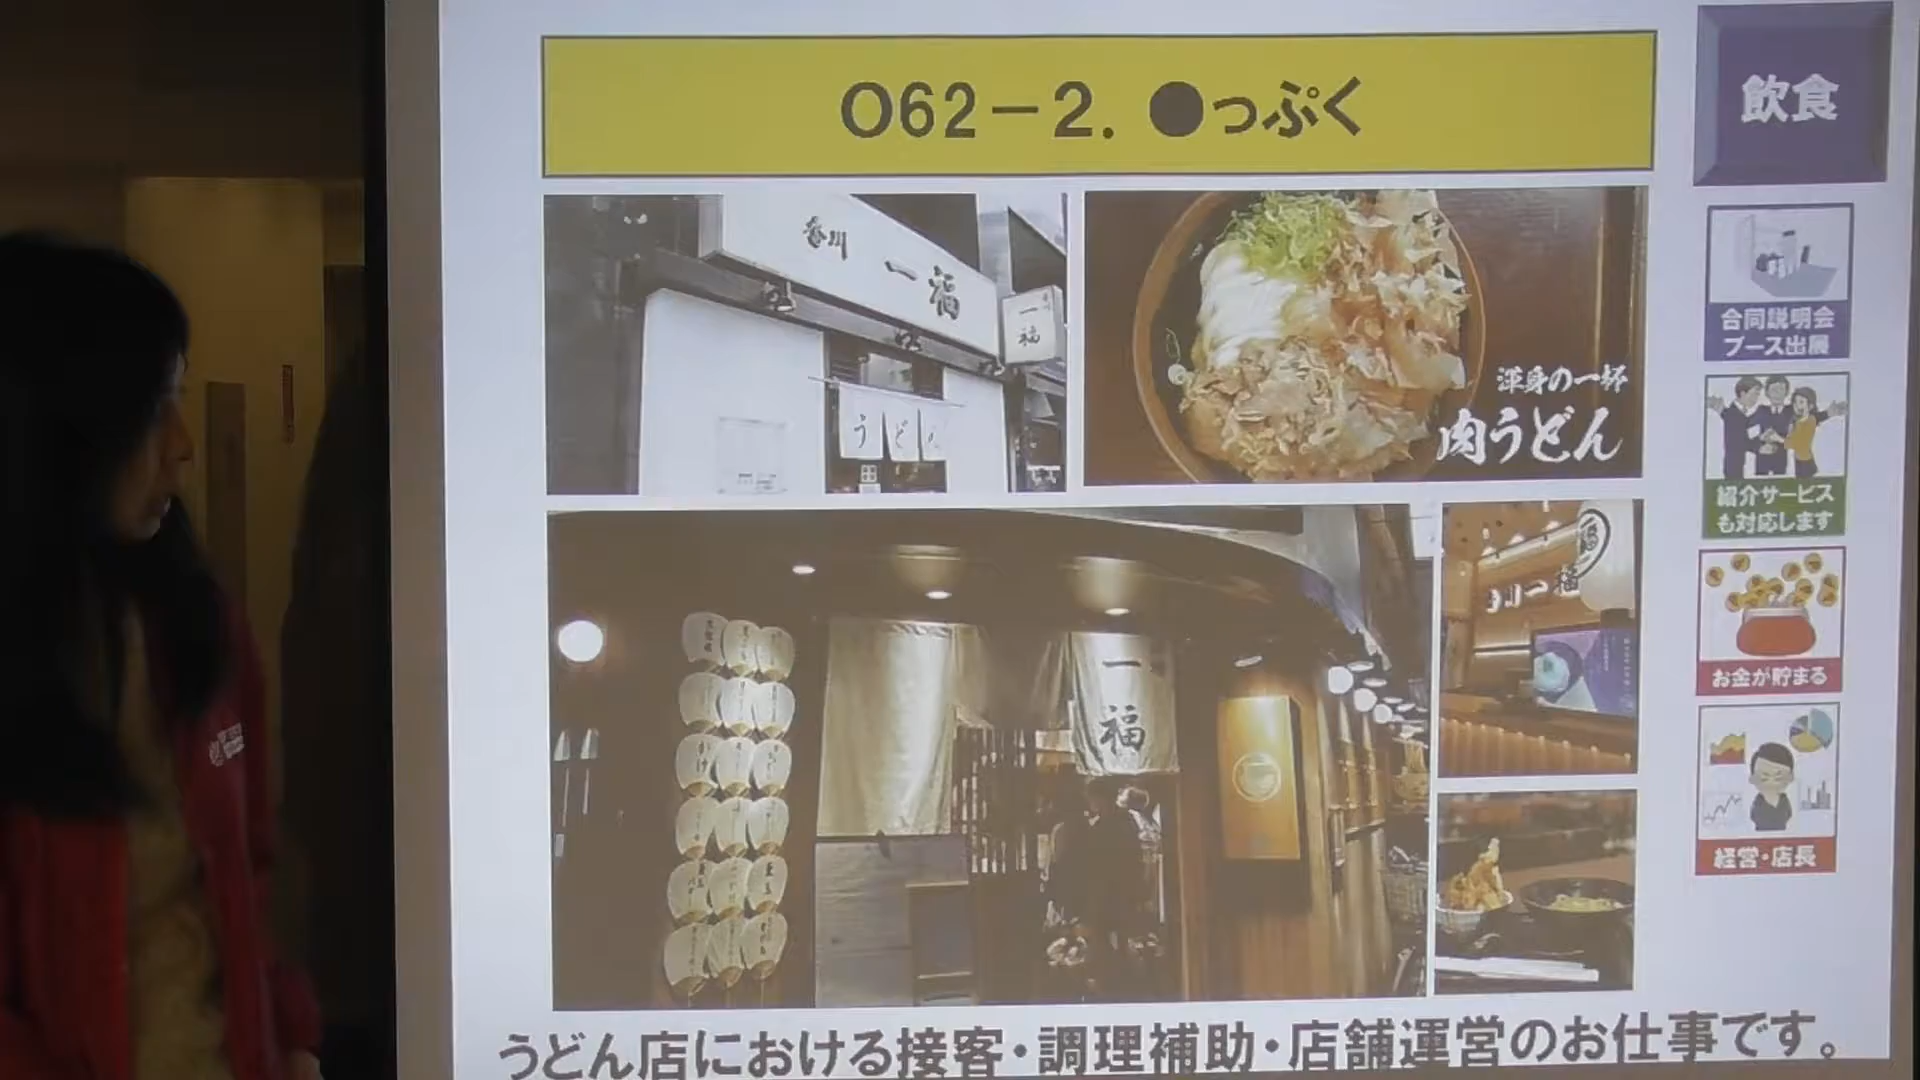 O62－2. ●っぷく
飲食
香川 一福
一福
うどん
渾身の一杯
肉うどん
合同説明会
ブース出展
紹介サービス
も対応します
お金が貯まる
経営・店長
一福
うどん店における接客・調理補助・店舗運営のお仕事です。